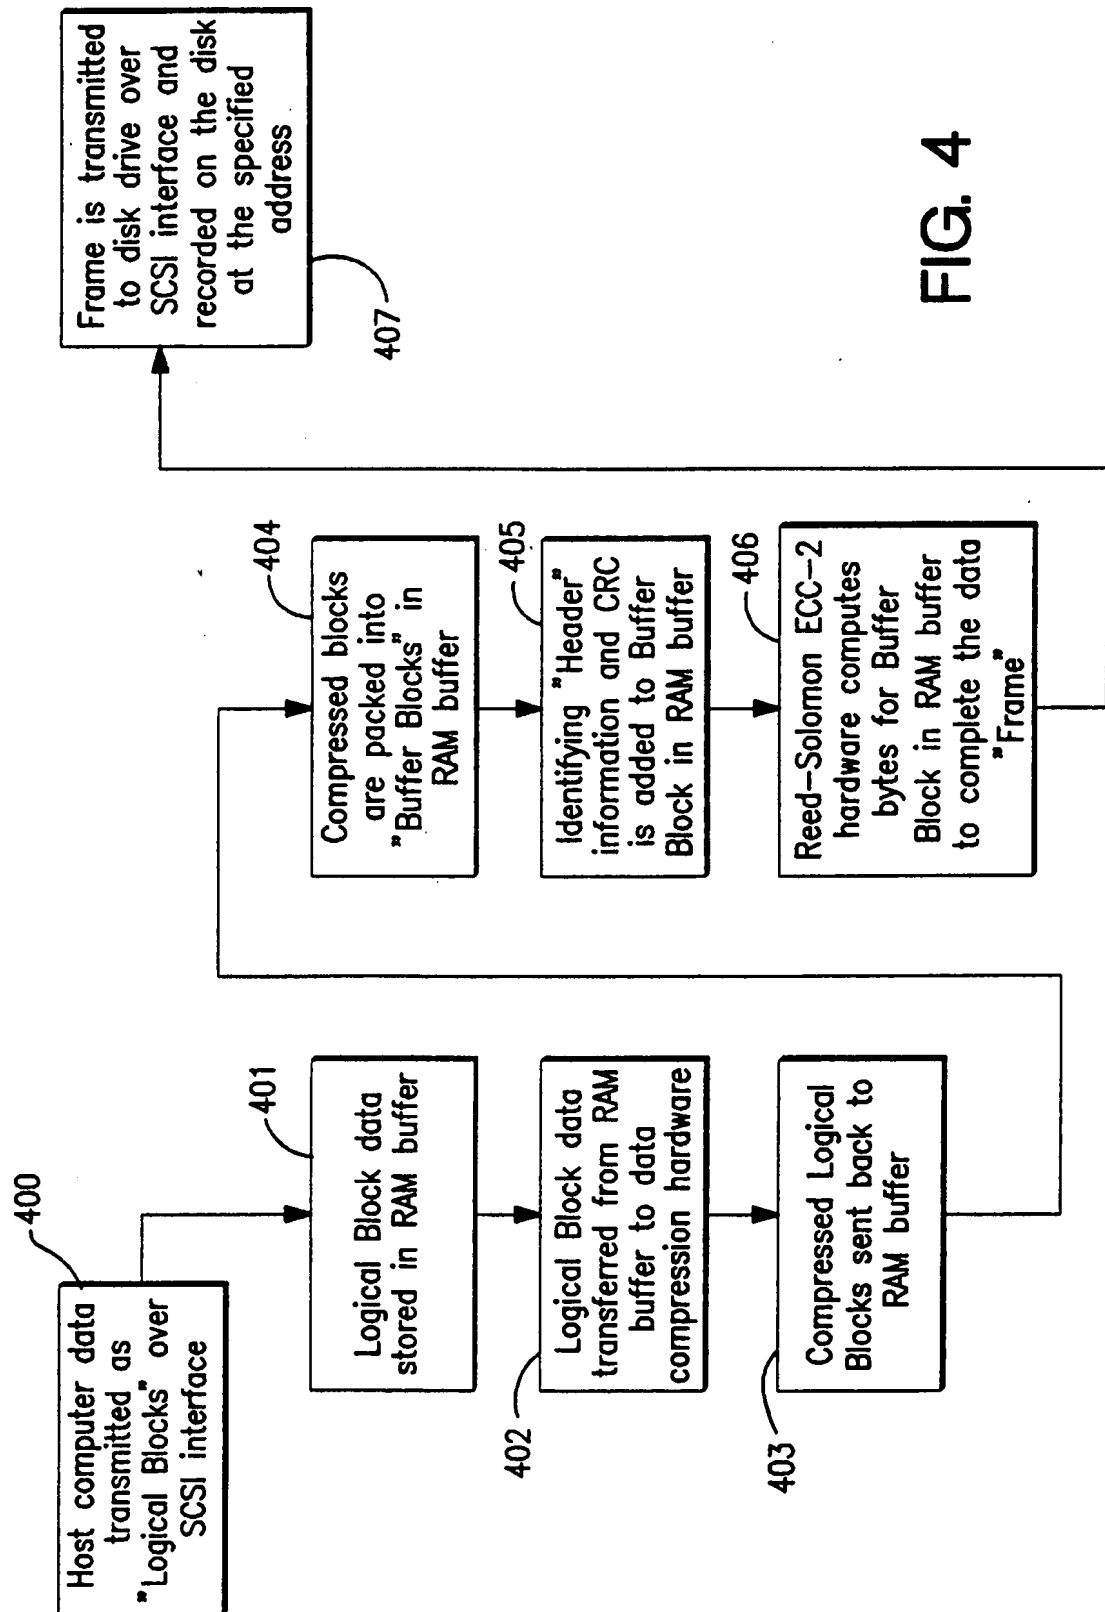 Host computer data
transmitted as
"Logical Blocks" over
SCSI interface
400
Logical Block data
stored in RAM buffer
401
Logical Block data
transferred from RAM
buffer to data
compression hardware
402
Compressed Logical
Blocks sent back to
RAM buffer
403
Compressed blocks
are packed into
"Buffer Blocks" in
RAM buffer
404
Identifying "Header"
information and CRC
is added to Buffer
Block in RAM buffer
405
Reed-Solomon ECC-2
hardware computes
bytes for Buffer
Block in RAM buffer
to complete the data
"Frame"
406
Frame is transmitted
to disk drive over
SCSI interface and
recorded on the disk
at the specified
address
407
FIG. 4